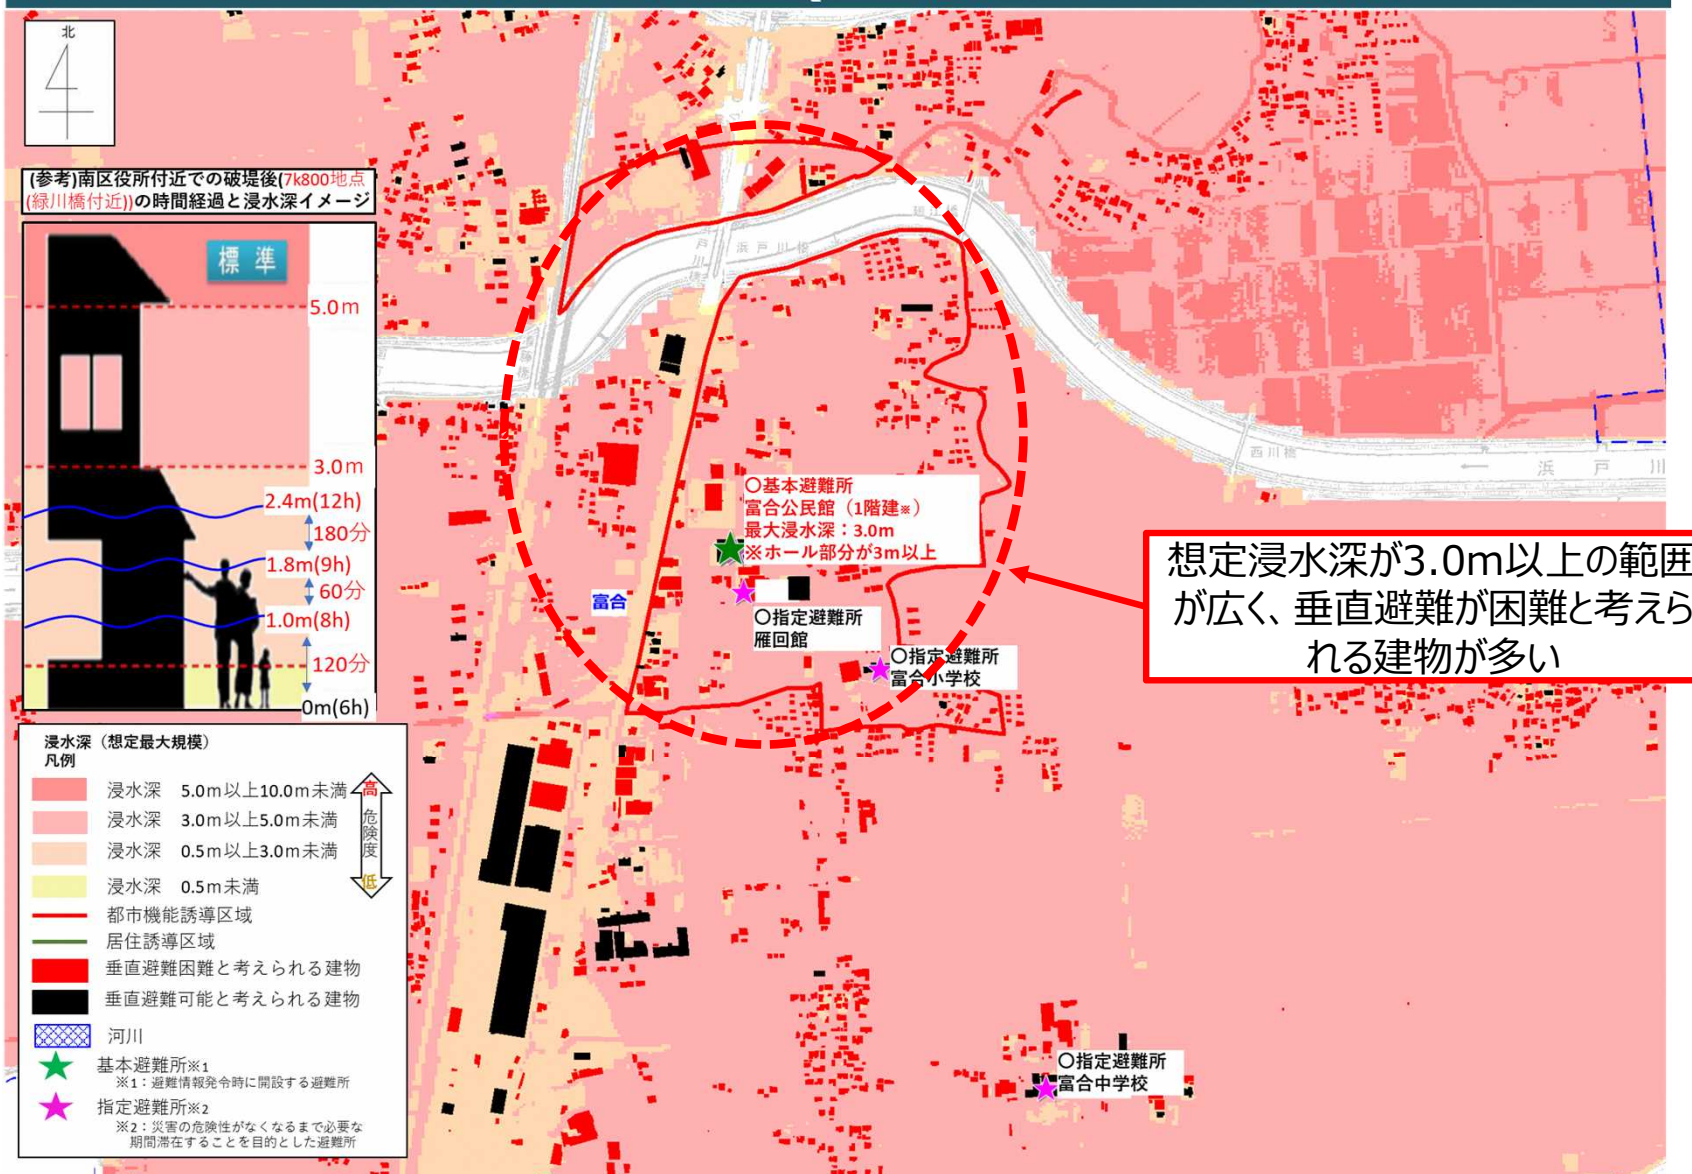 北
(参考)南区役所付近での破堤後(7k800地点
(緑川橋付近))の時間経過と浸水深イメージ
標準
5.0m
3.0m
2.4m(12h)
180分
1.8m(9h)
60分
1.0m(8h)
120分
0m(6h)
浸水深（想定最大規模）
凡例
浸水深 5.0m以上10.0m未満
浸水深 3.0m以上5.0m未満
浸水深 0.5m以上3.0m未満
浸水深 0.5m未満
高
危険度
低
都市機能誘導区域
居住誘導区域
垂直避難困難と考えられる建物
垂直避難可能と考えられる建物
河川
基本避難所※1
※1：避難情報発令時に開設する避難所
指定避難所※2
※2：災害の危険性がなくなるまで必要な
期間滞在することを目的とした避難所
浜戸川橋
〇基本避難所
富合公民館（1階建※）
最大浸水深：3.0m
※ホール部分が3m以上
富合
〇指定避難所
雁回館
〇指定避難所
富合小学校
西川橋
浜戸川
想定浸水深が3.0m以上の範囲
が広く、垂直避難が困難と考えら
れる建物が多い
〇指定避難所
富合中学校